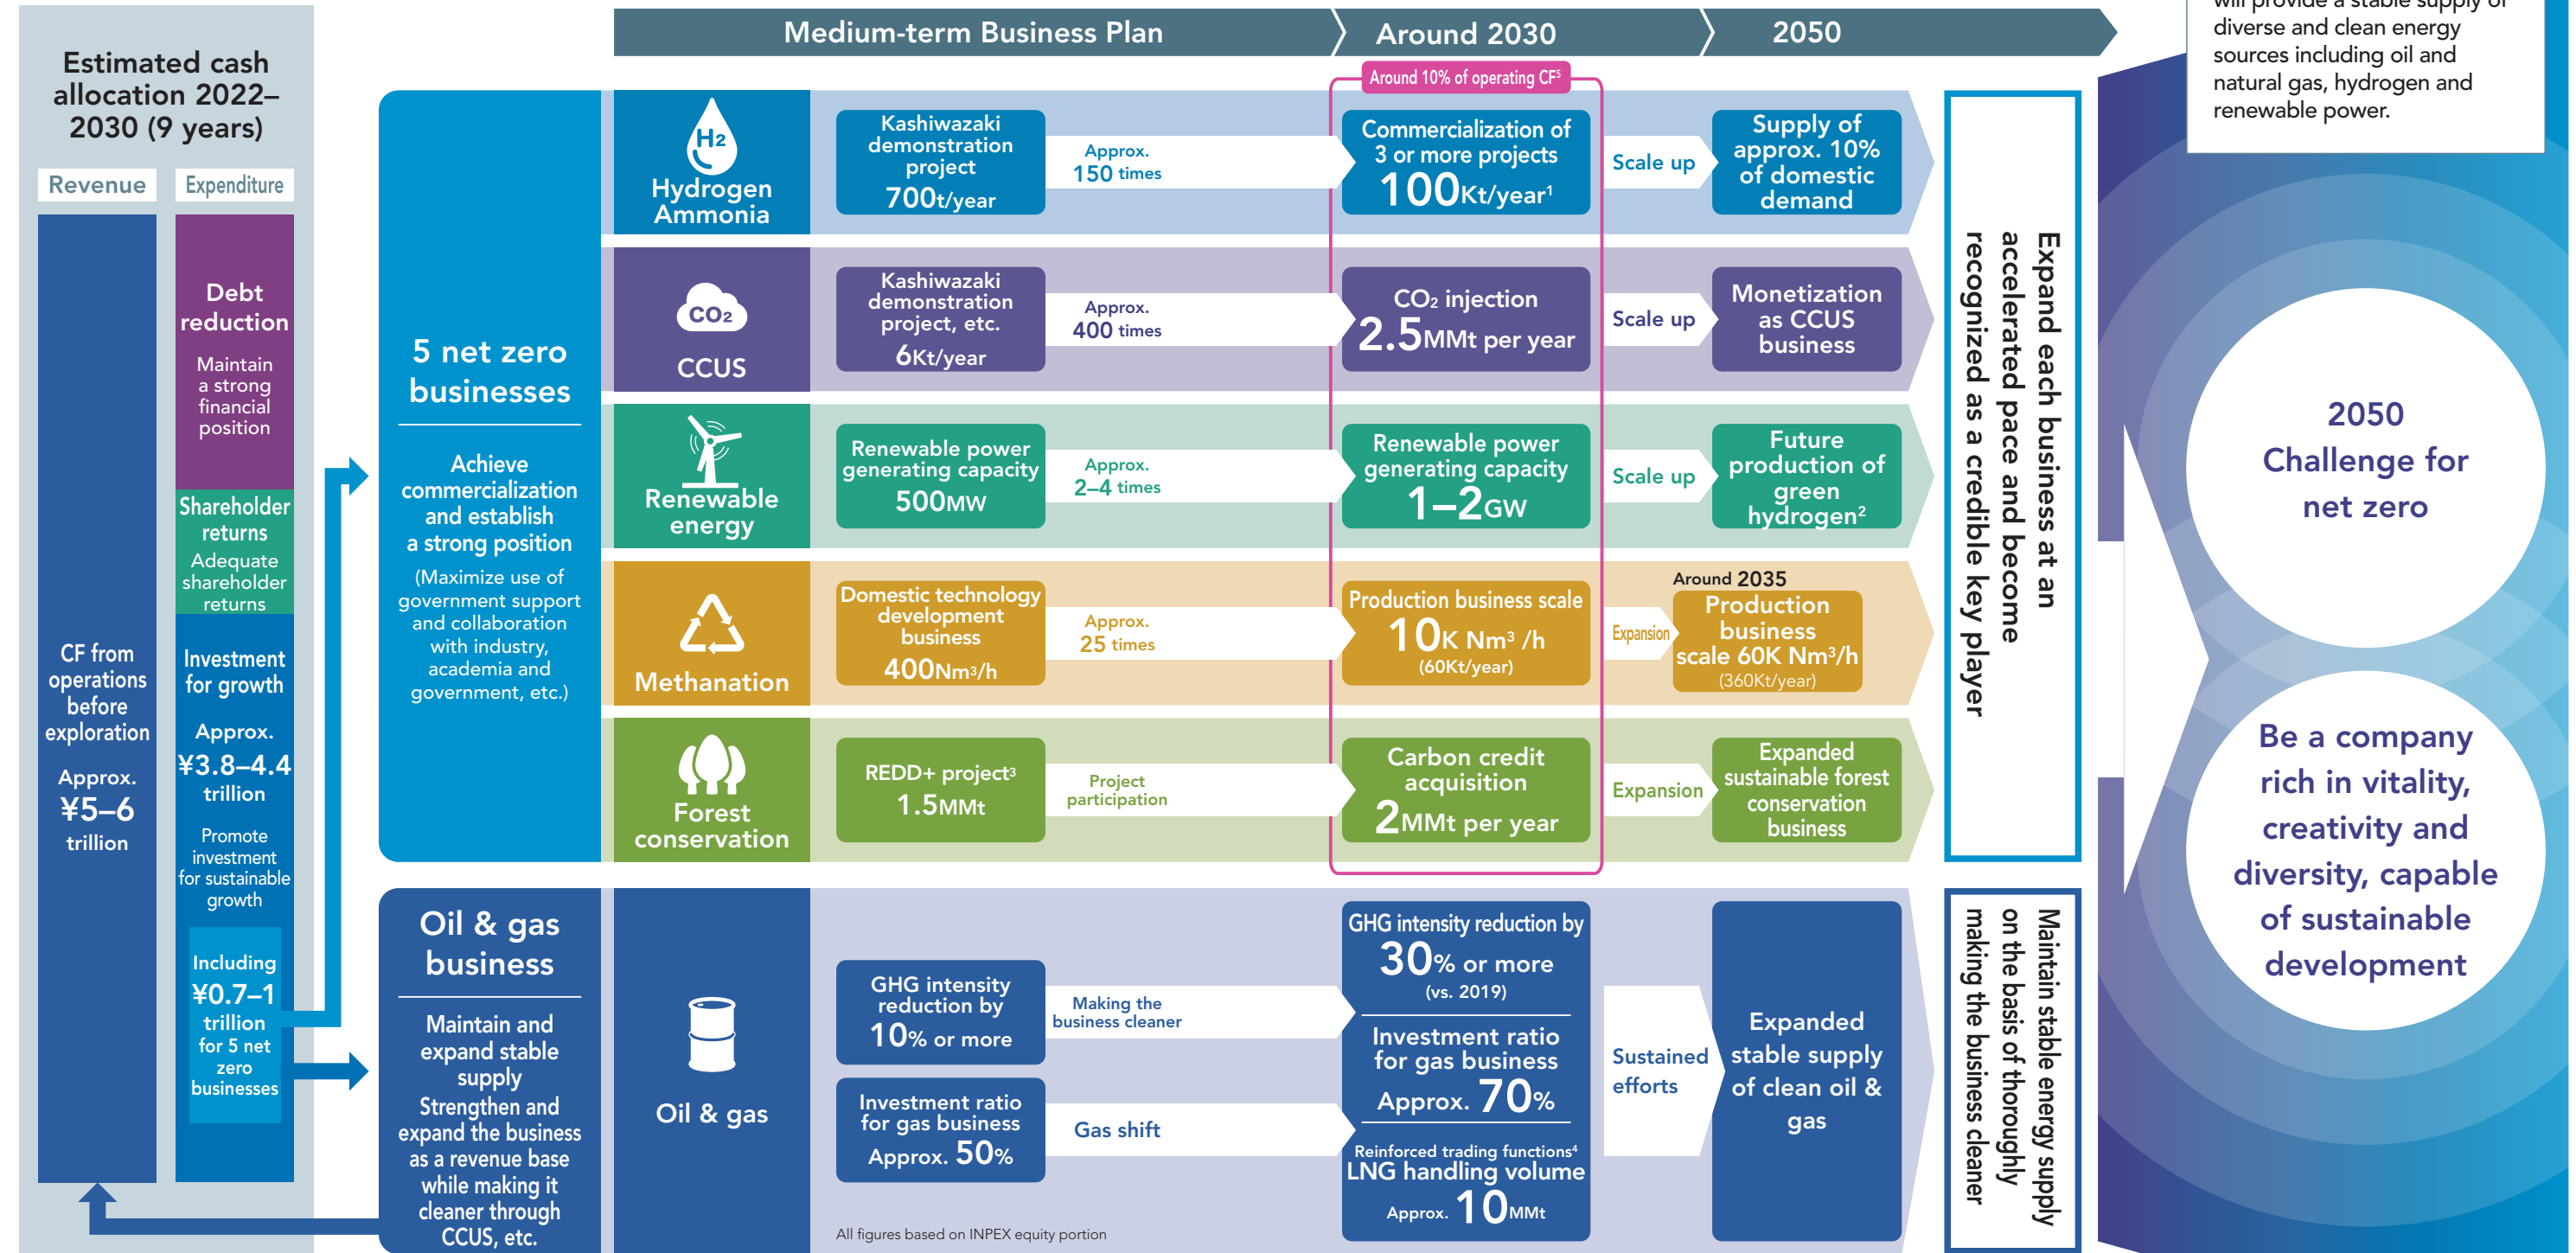 will provide a stable supply of
diverse and clean energy
sources including oil and
natural gas, hydrogen and
renewable power.
Medium-term Business Plan
Around 2030
2050
Estimated cash
allocation 2022–
2030 (9 years)
Revenue
Expenditure
CF from
operations
before
exploration
Approx.
¥5–6
trillion
Debt
reduction
Maintain
a strong
financial
position
Shareholder
returns
Adequate
shareholder
returns
Investment
for growth
Approx.
¥3.8–4.4
trillion
Promote
investment
for sustainable
growth
Including
¥0.7–1
trillion
for 5 net
zero
businesses
5 net zero
businesses
Achieve
commercialization
and establish
a strong position
(Maximize use of
government support
and collaboration
with industry,
academia and
government, etc.)
Around 10% of operating CF5
H2
Hydrogen
Ammonia
Kashiwazaki
demonstration
project
700t/year
Approx.
150 times
Commercialization of
3 or more projects
100Kt/year1
Scale up
Supply of
approx. 10%
of domestic
demand
CO2
CCUS
Kashiwazaki
demonstration
project, etc.
6Kt/year
Approx.
400 times
CO2 injection
2.5MMt per year
Scale up
Monetization
as CCUS
business
Renewable
energy
Renewable power
generating capacity
500MW
Approx.
2–4 times
Renewable power
generating capacity
1–2GW
Scale up
Future
production of
green
hydrogen2
Methanation
Domestic technology
development
business
400Nm3/h
Approx.
25 times
Production business scale
10K Nm3 /h
(60Kt/year)
Expansion
Around 2035
Production
business
scale 60K Nm3/h
(360Kt/year)
Forest
conservation
REDD+ project3
1.5MMt
Project
participation
Carbon credit
acquisition
2MMt per year
Expansion
Expanded
sustainable forest
conservation
business
Expand each business at an
accelerated pace and become
recognized as a credible key player
Oil & gas
business
Maintain and
expand stable
supply
Strengthen and
expand the business
as a revenue base
while making it
cleaner through
CCUS, etc.
Oil & gas
GHG intensity
reduction by
10% or more
Making the
business cleaner
Investment ratio
for gas business
Approx. 50%
Gas shift
GHG intensity reduction by
30% or more
(vs. 2019)
Investment ratio
for gas business
Approx. 70%
Reinforced trading functions4
LNG handling volume
Approx. 10MMt
Sustained
efforts
Expanded
stable supply
of clean oil &
gas
Maintain stable energy supply
on the basis of thoroughly
making the business cleaner
All figures based on INPEX equity portion
2050
Challenge for
net zero
Be a company
rich in vitality,
creativity and
diversity, capable
of sustainable
development